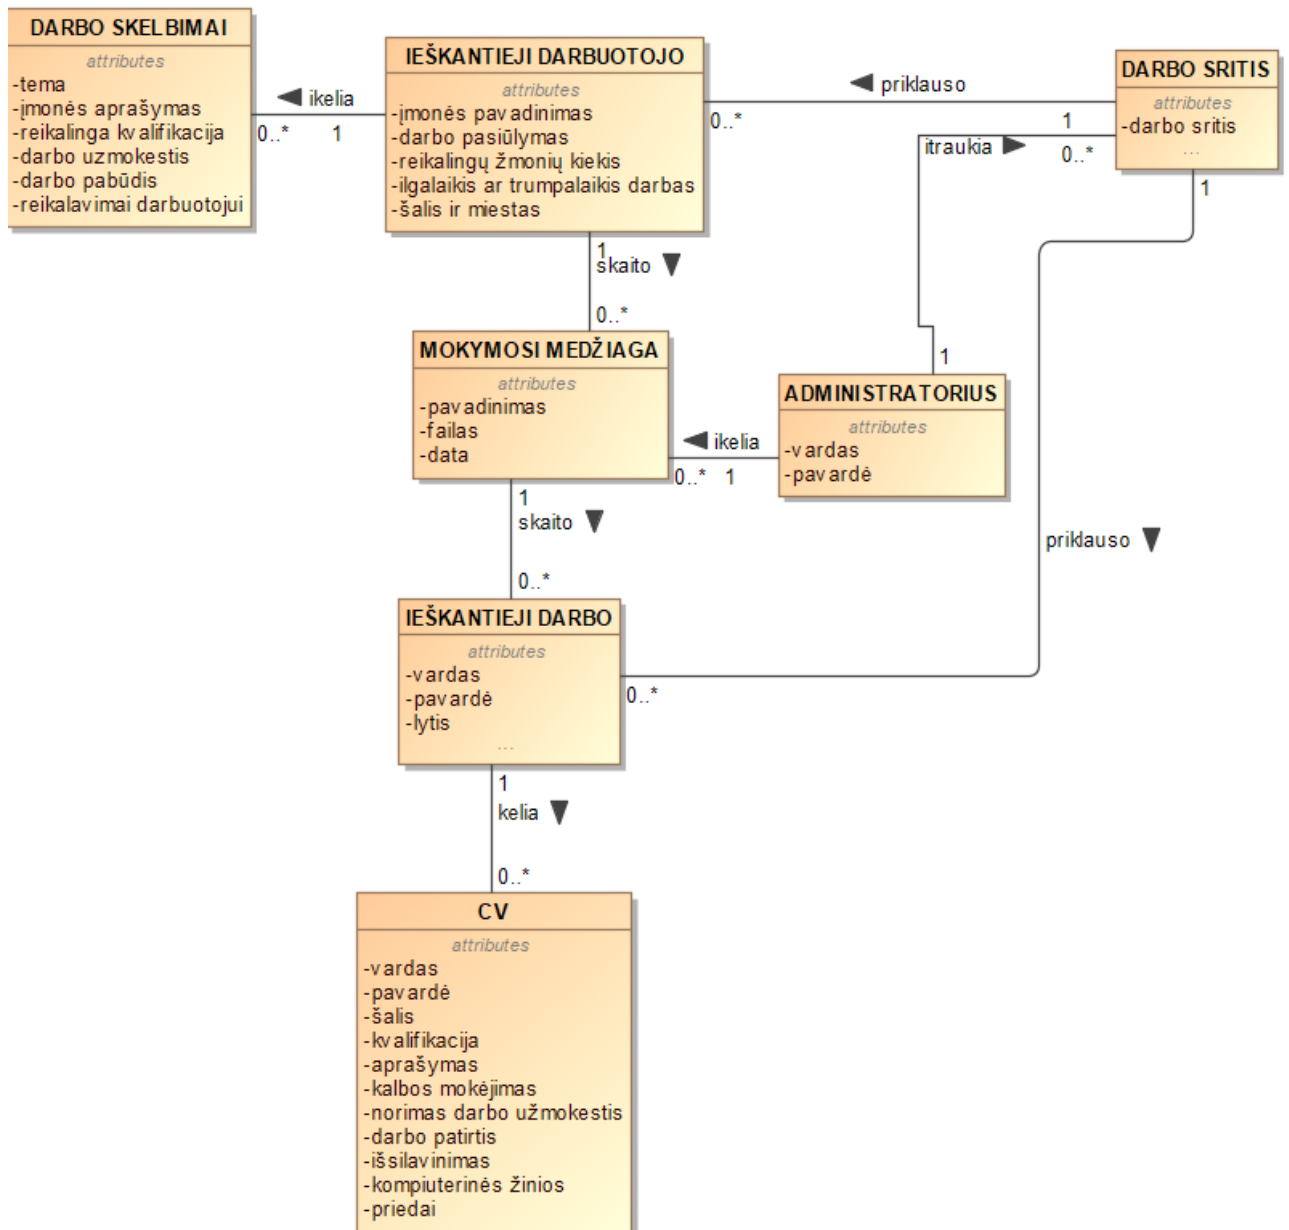 DARBO SKELBIMAI
attributes
-tema
-įmonės aprašymas
-reikalinga kvalifikacija
-darbo uzmokestis
-darbo pabūdis
-reikalavimai darbuotojui
ikelia
0..*
1
IEŠKANTIEJI DARBUOTOJO
attributes
-įmonės pavadinimas
-darbo pasiūlymas
-reikalingų žmonių kiekis
-ilgalaikis ar trumpalaikis darbas
-šalis ir miestas
priklauso
0..*
1
DARBO SRITIS
attributes
-darbo sritis
...
itraukia
0..*
1
1
skaito
0..*
1
MOKYMOSI MEDŽIAGA
attributes
-pavadinimas
-failas
-data
ikelia
0..*
1
ADMINISTRATORIUS
attributes
-vardas
-pavardė
1
skaito
0..*
priklauso
IEŠKANTIEJI DARBO
attributes
-vardas
-pavardė
-lytis
...
0..*
1
kelia
0..*
CV
attributes
-vardas
-pavardė
-šalis
-kvalifikacija
-aprašymas
-kalbos mokėjimas
-norimas darbo užmokestis
-darbo patirtis
-išsilavinimas
-kompiuterinės žinios
-priedai